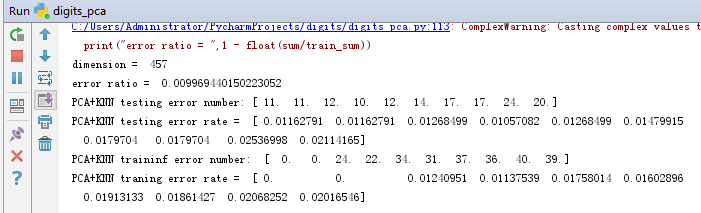 Run digits_pca
C:/Users/Administrator/PycharmProjects/digits/digits_pca.py:113: ComplexWarning: Casting complex values t
print("error ratio = ",1 - float(sum/train_sum))
dimension = 457
error ratio = 0.009969440150223052
PCA+KNN testing error number: [ 11. 11. 12. 10. 12. 14. 17. 17. 24. 20.]
PCA+KNN testing error rate = [ 0.01162791 0.01162791 0.01268499 0.01057082 0.01268499 0.01479915
0.0179704 0.0179704 0.02536998 0.02114165]
PCA+KNN traininf error number: [ 0. 0. 24. 22. 34. 31. 37. 36. 40. 39.]
PCA+KNN traning error rate = [ 0. 0. 0.01240951 0.01137539 0.01758014 0.01602896
0.01913133 0.01861427 0.02068252 0.02016546]